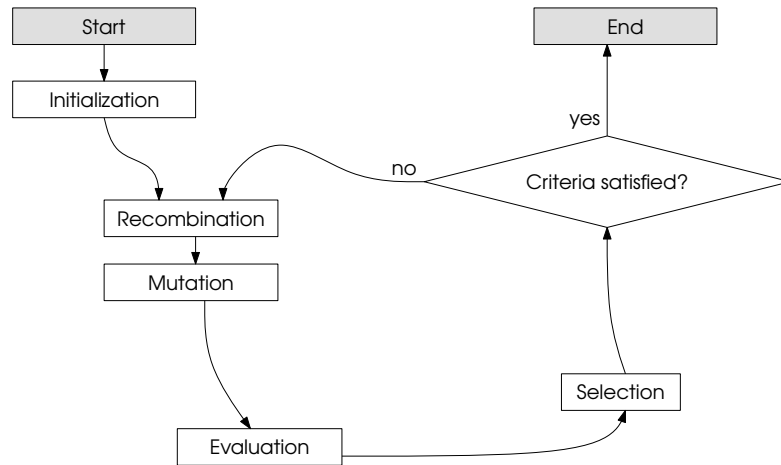 Start
End
Initialization
yes
no
Criteria satisfied?
Recombination
Mutation
Selection
Evaluation